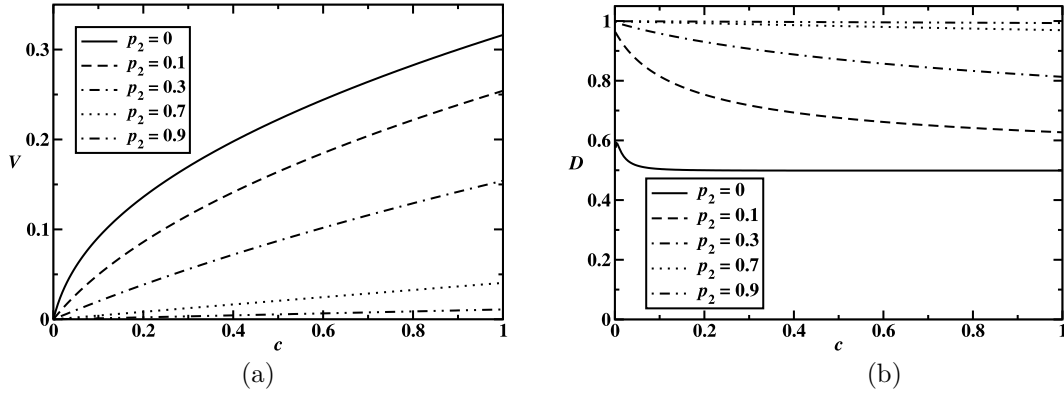 0.3
0.2
V
0.1
0
p2 = 0
p2 = 0.1
p2 = 0.3
p2 = 0.7
p2 = 0.9
0 0.2 0.4 0.6 0.8 1
c
(a)
1
0.8
0.6
D
0.4
0.2
0
p2 = 0
p2 = 0.1
p2 = 0.3
p2 = 0.7
p2 = 0.9
0 0.2 0.4 0.6 0.8 1
c
(b)